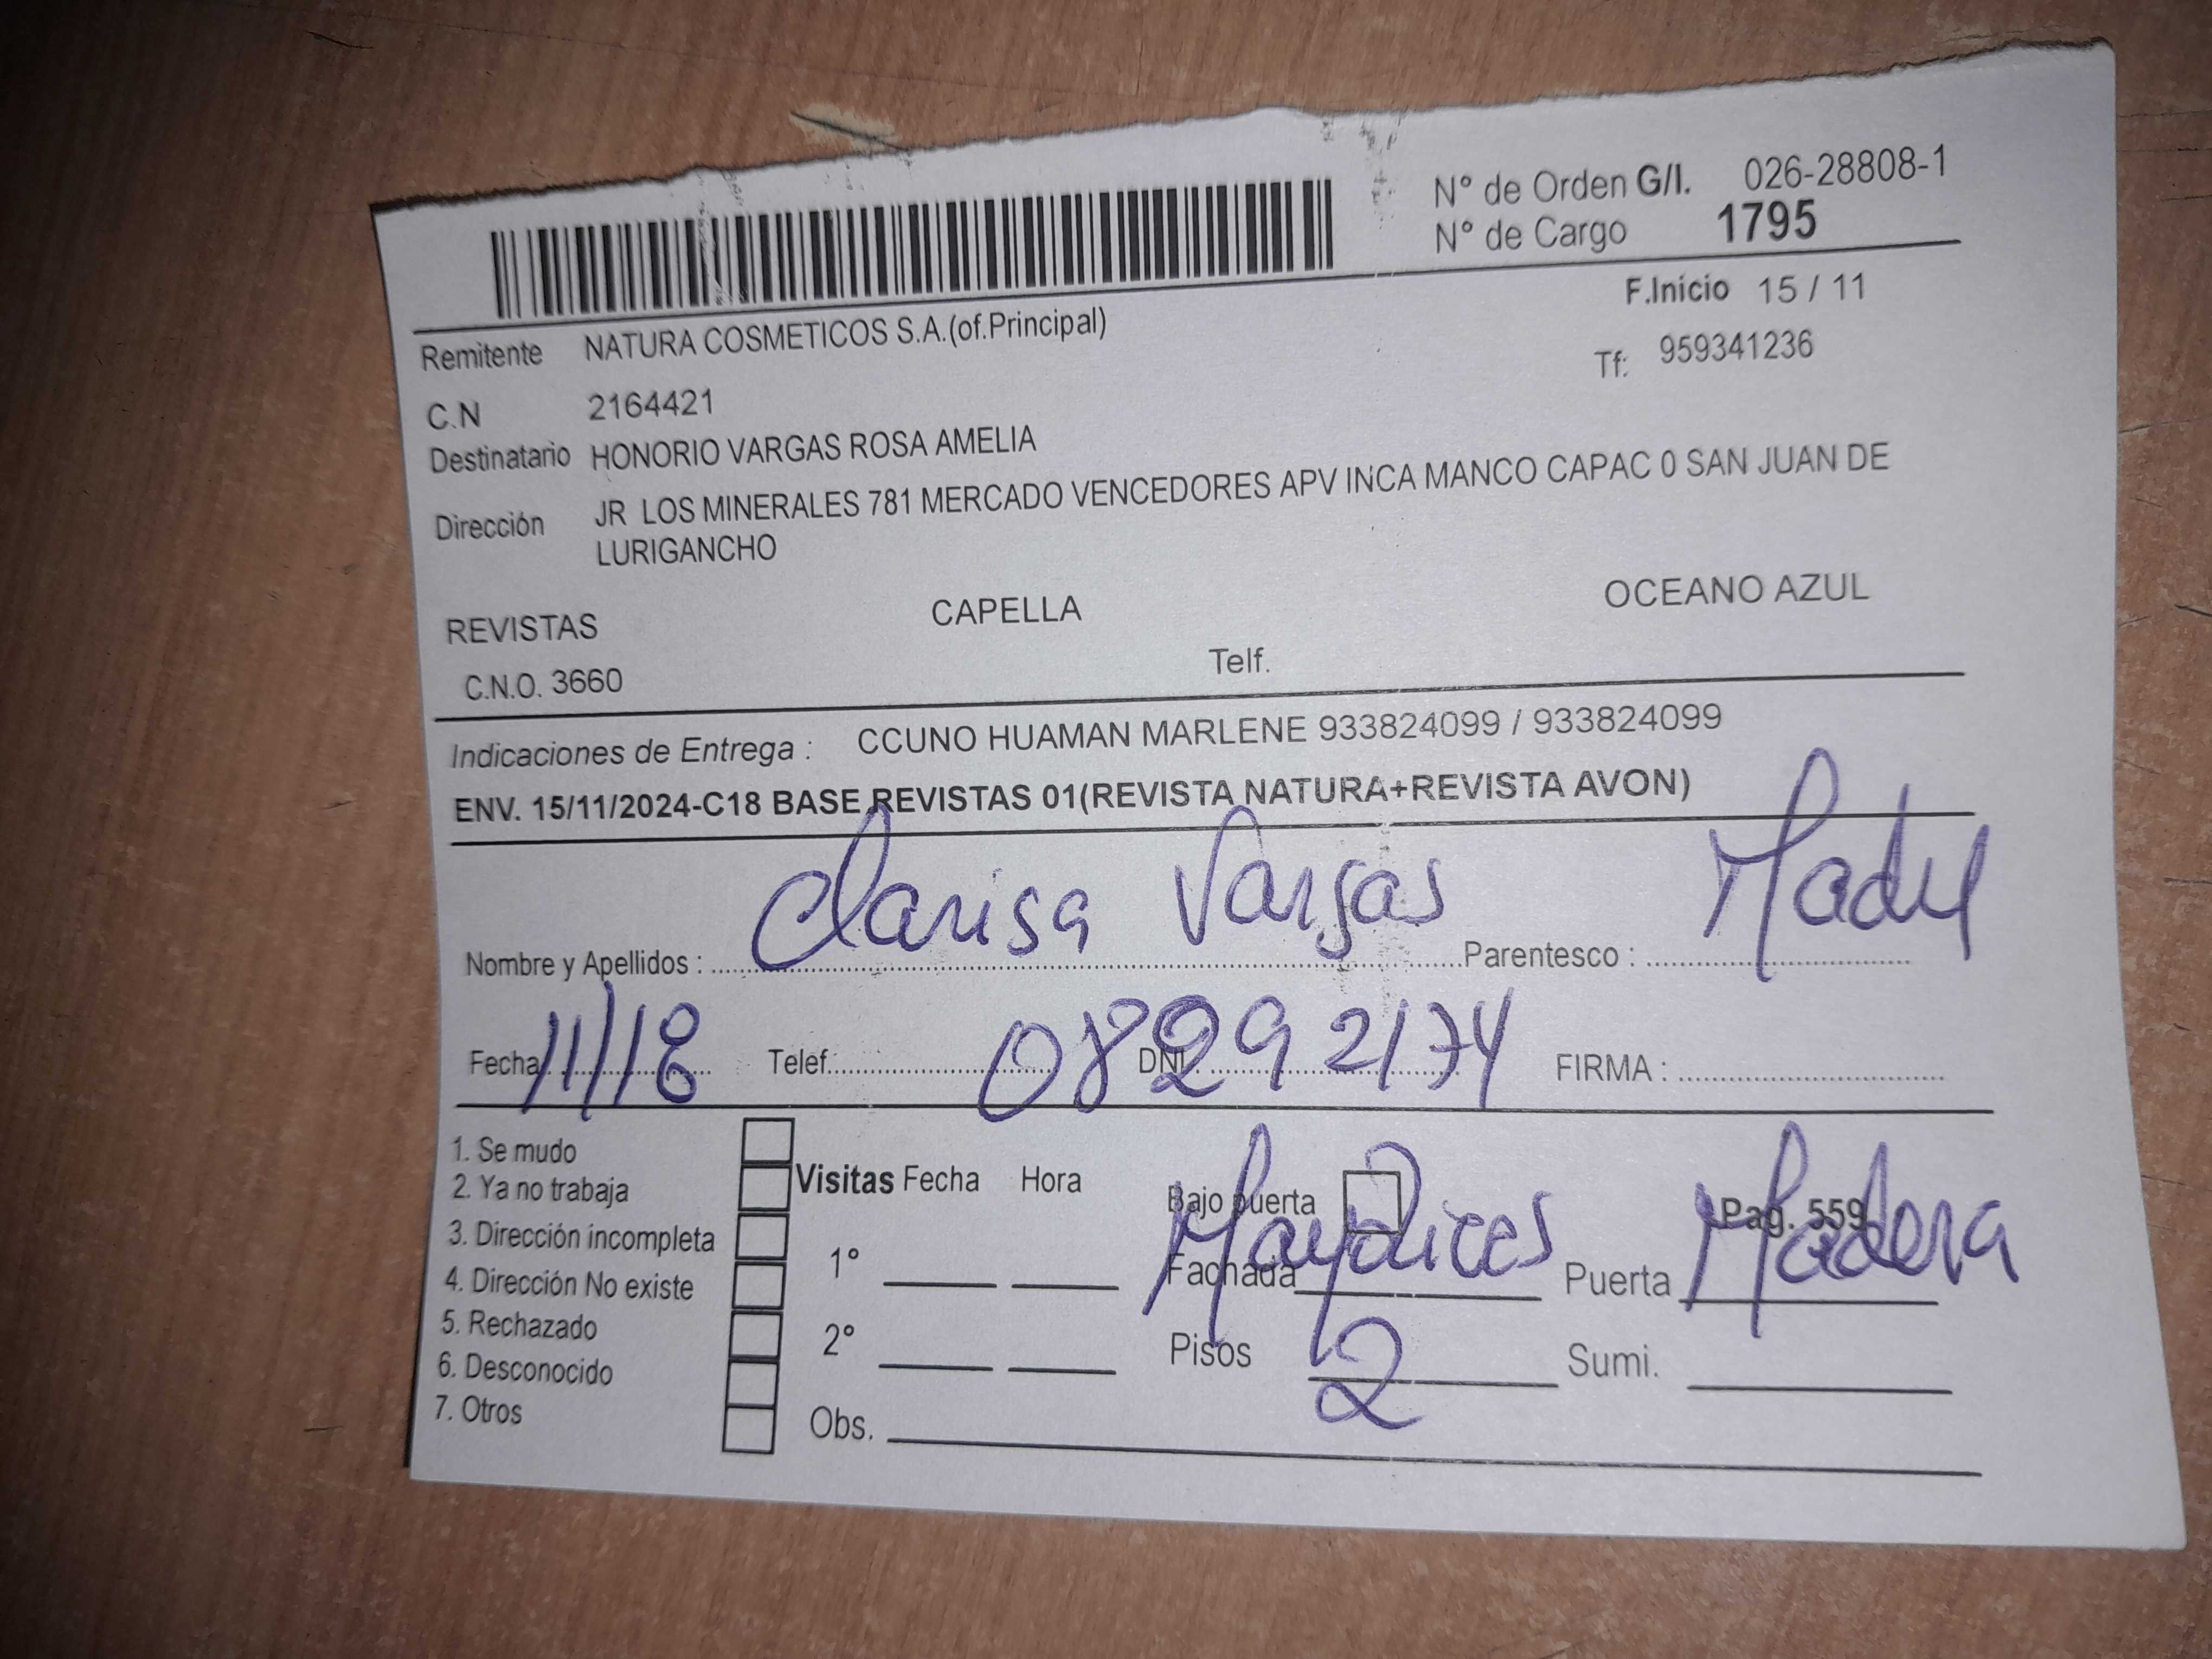 N° de Orden G/I. 026-28808-1
N° de Cargo 1795
F.Inicio 15 / 11
Remitente NATURA COSMETICOS S.A.(of.Principal)
Tf: 959341236
C.N 2164421
Destinatario HONORIO VARGAS ROSA AMELIA
Dirección JR LOS MINERALES 781 MERCADO VENCEDORES APV INCA MANCO CAPAC 0 SAN JUAN DE
LURIGANCHO
REVISTAS CAPELLA OCEANO AZUL
C.N.O. 3660 Telf.
Indicaciones de Entrega : CCUNO HUAMAN MARLENE 933824099 / 933824099
ENV. 15/11/2024-C18 BASE REVISTAS 01(REVISTA NATURA+REVISTA AVON)
Nombre y Apellidos : Clarisa Vargas Parentesco :
Fecha 11/18 Telef: DNI 08292174 FIRMA :
1. Se mudo
2. Ya no trabaja
3. Dirección incompleta
4. Dirección No existe
5. Rechazado
6. Desconocido
7. Otros
Visitas Fecha Hora
1°
2°
Obs.
Bajo puerta Pag. 559
Fachada Puerta Madera
Pisos 2 Sumi.